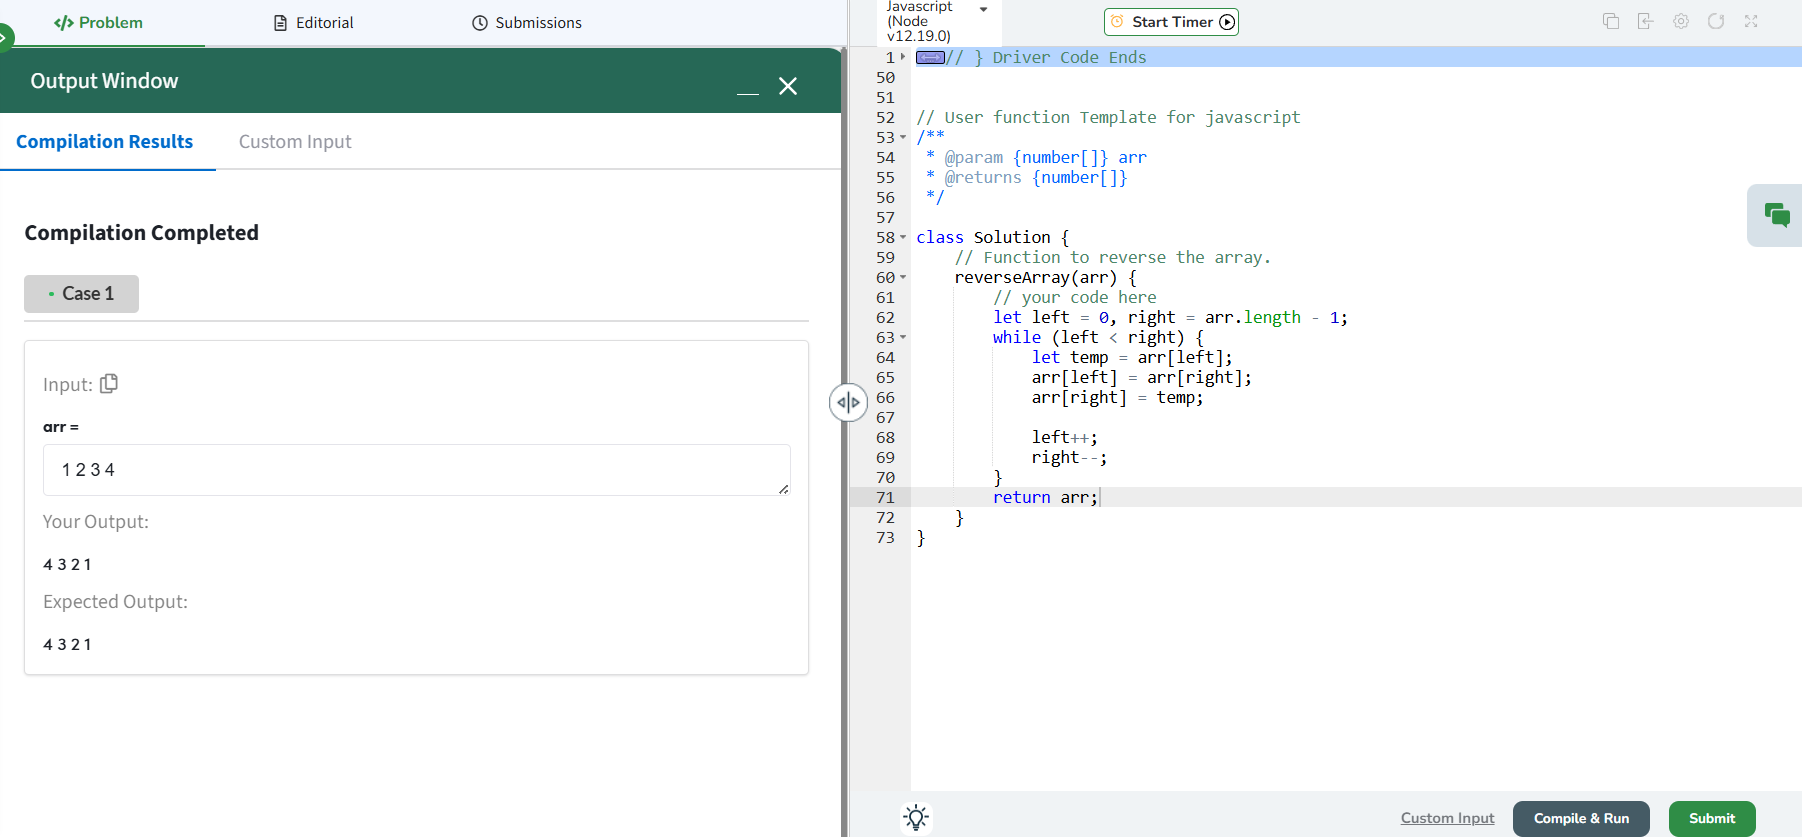 </> Problem
Editorial
Submissions
Output Window
Compilation Results
Custom Input
Compilation Completed
Case 1
Input:
arr =
1 2 3 4
Your Output:
4 3 2 1
Expected Output:
4 3 2 1
Javascript
(Node
v12.19.0)
Start Timer
1 // } Driver Code Ends
50
51
52 // User function Template for javascript
53 /**
54  * @param {number[]} arr
55  * @returns {number[]}
56  */
57
58 class Solution {
59     // Function to reverse the array.
60     reverseArray(arr) {
61         // your code here
62         let left = 0, right = arr.length - 1;
63         while (left < right) {
64             let temp = arr[left];
65             arr[left] = arr[right];
66             arr[right] = temp;
67
68             left++;
69             right--;
70         }
71         return arr;
72     }
73 }
Custom Input
Compile & Run
Submit